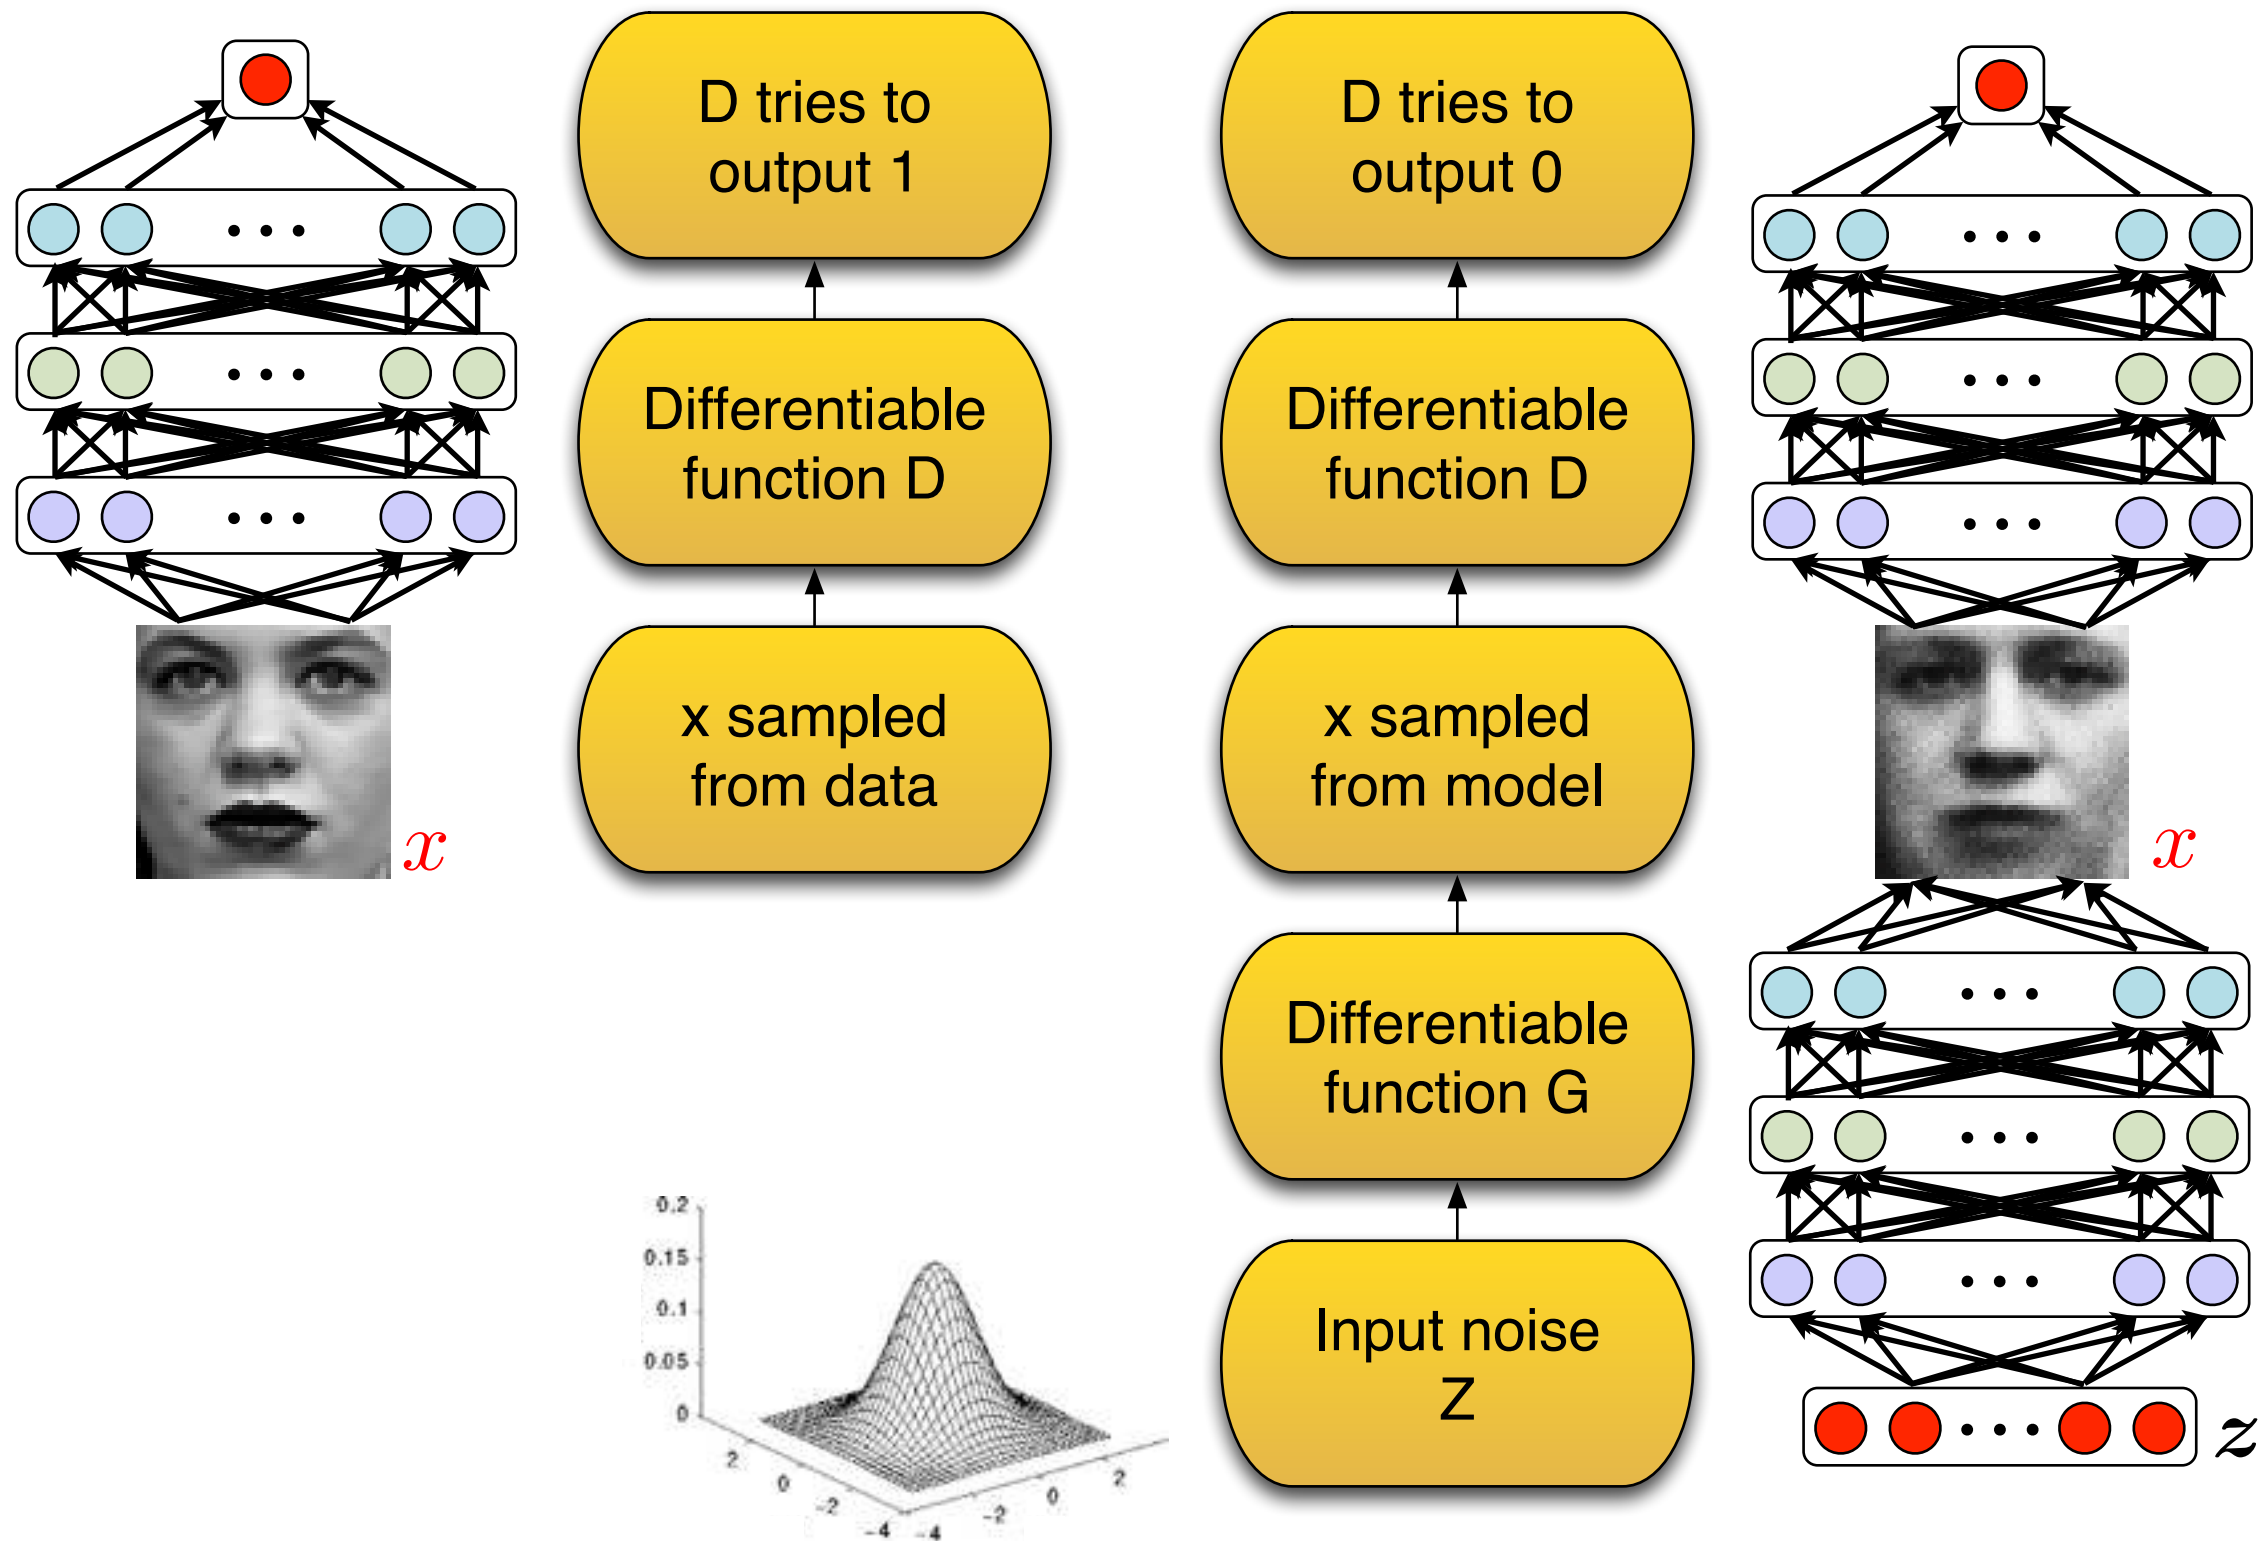 D tries to
output 1
D tries to
output 0
Differentiable
function D
Differentiable
function D
x sampled
from data
x sampled
from model
x
x
Differentiable
function G
Input noise
Z
z
0.2
0.15
0.1
0.05
0
2
0
-2
-4
-4
-2
0
2